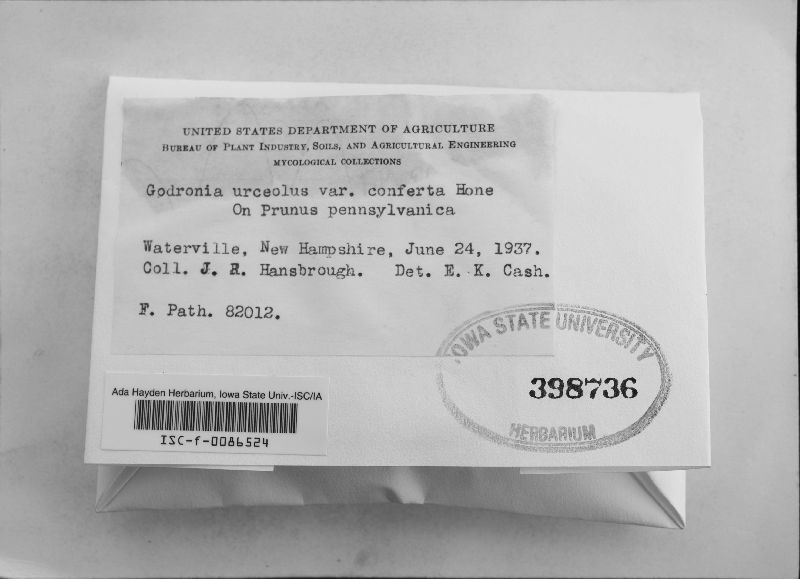 UNITED STATES DEPARTMENT OF AGRICULTURE
BUREAU OF PLANT INDUSTRY, SOILS, AND AGRICULTURAL ENGINEERING
MYCOLOGICAL COLLECTIONS
Godronia urceolus var. conferta Hone
On Prunus pennsylvanica
Waterville, New Hampshire, June 24, 1937.
Coll. J. R. Hansbrough. Det. E. K. Cash.
F. Path. 82012.
IOWA STATE UNIVERSITY
398736
HERBARIUM
Ada Hayden Herbarium, Iowa State Univ.-ISC/IA
ISC-f-0086524